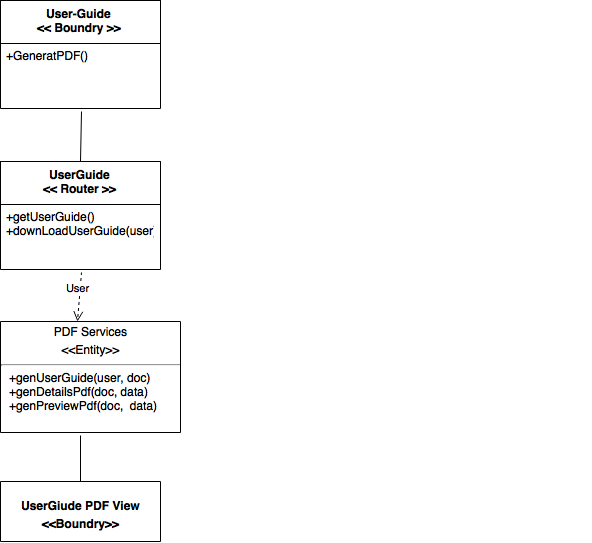 User-Guide
<< Boundry >>
+GeneratPDF()
UserGuide
<< Router >>
+getUserGuide()
+downLoadUserGuide(user
User
PDF Services
<<Entity>>
+genUserGuide(user, doc)
+genDetailsPdf(doc, data)
+genPreviewPdf(doc, data)
UserGiude PDF View
<<Boundry>>